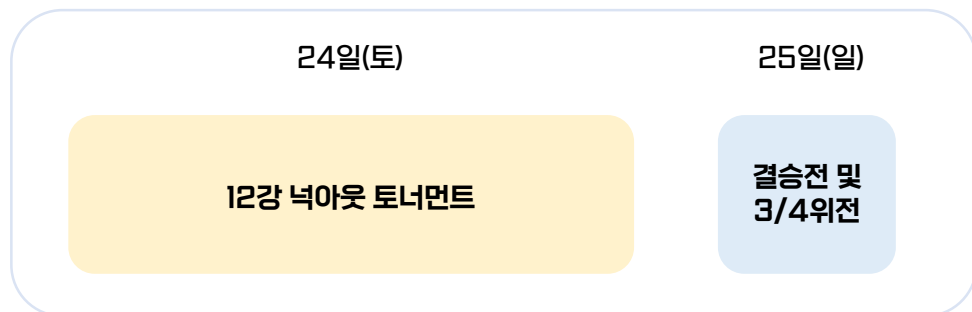 24일(토)
25일(일)
12강 넉아웃 토너먼트
결승전 및
3/4위전